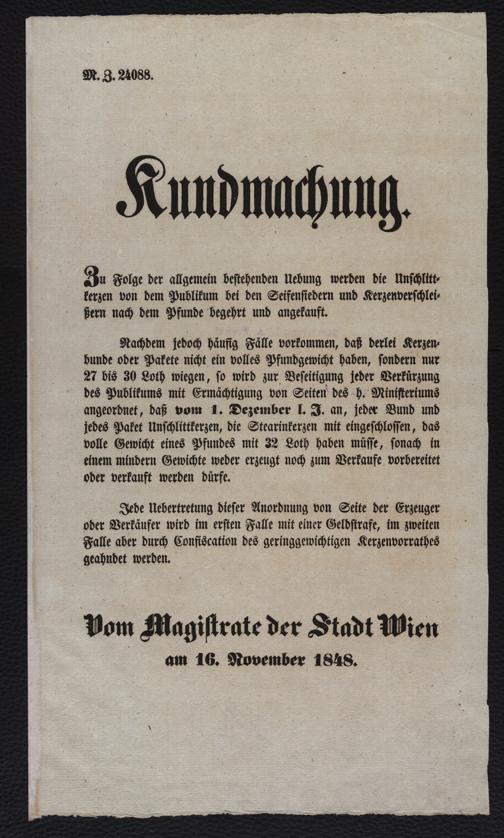 M. Z. 24088.
Kundmachung.
Zu Folge der allgemein bestehenden Uebung werden die Unschlitt-
kerzen von dem Publikum bei den Seifensiedern und Kerzenverschlei-
ßern nach dem Pfunde begehrt und angekauft.
Nachdem jedoch häufig Fälle vorkommen, daß derlei Kerzen-
bunde oder Pakete nicht ein volles Pfundgewicht haben, sondern nur
27 bis 30 Loth wiegen, so wird zur Beseitigung jeder Verkürzung
des Publikums mit Ermächtigung von Seiten des h. Ministeriums
angeordnet, daß vom 1. Dezember l. J. an, jeder Bund und
jedes Paket Unschlittkerzen, die Stearinkerzen mit eingeschlossen, das
volle Gewicht eines Pfundes mit 32 Loth haben müsse, sonach in
einem mindern Gewichte weder erzeugt noch zum Verkaufe vorbereitet
oder verkauft werden dürfe.
Jede Uebertretung dieser Anordnung von Seite der Erzeuger
oder Verkäufer wird im ersten Falle mit einer Geldstrafe, im zweiten
Falle aber durch Confiscation des geringgewichtigen Kerzenvorrathes
geahndet werden.
Vom Magistrate der Stadt Wien
am 16. November 1848.